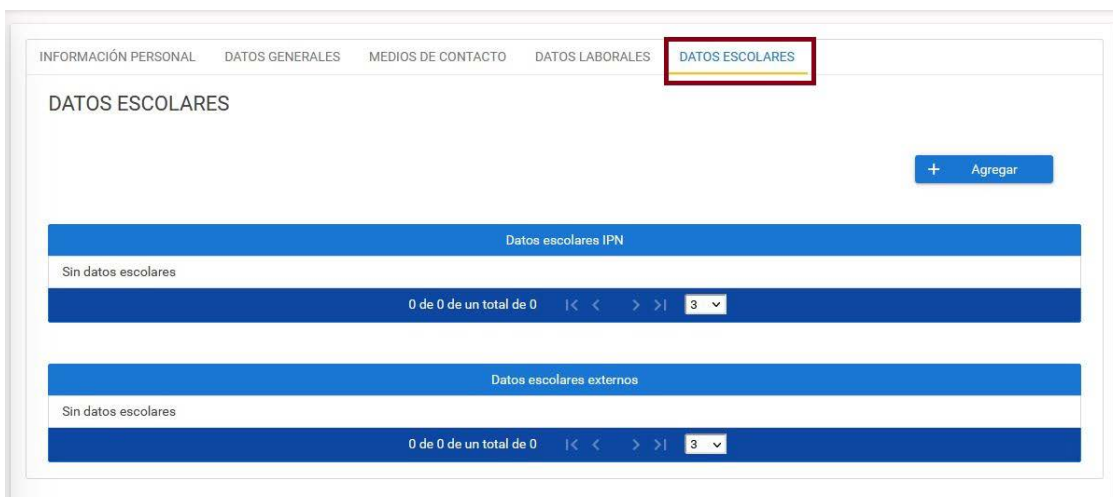 INFORMACIÓN PERSONAL DATOS GENERALES MEDIOS DE CONTACTO DATOS LABORALES DATOS ESCOLARES
DATOS ESCOLARES
+ Agregar
Datos escolares IPN
Sin datos escolares
0 de 0 de un total de 0 |< < > >| 3
Datos escolares externos
Sin datos escolares
0 de 0 de un total de 0 |< < > >| 3